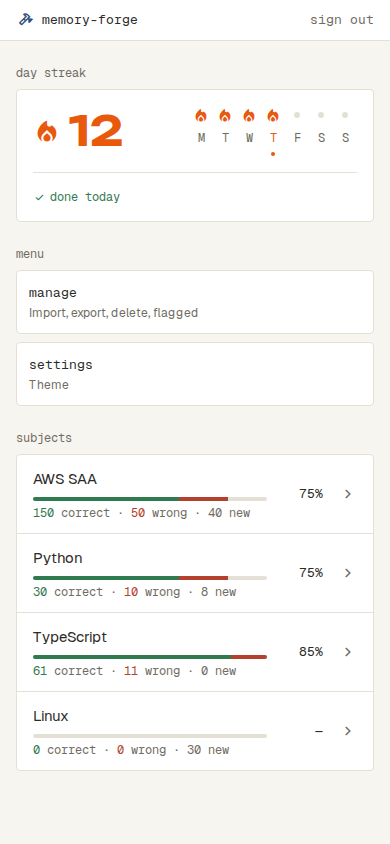 memory-forge sign out
day streak
12
M T W T F S S
✓ done today
menu
manage
Import, export, delete, flagged
settings
Theme
subjects
AWS SAA
75%
150 correct · 50 wrong · 40 new
Python
75%
30 correct · 10 wrong · 8 new
TypeScript
85%
61 correct · 11 wrong · 0 new
Linux
–
0 correct · 0 wrong · 30 new